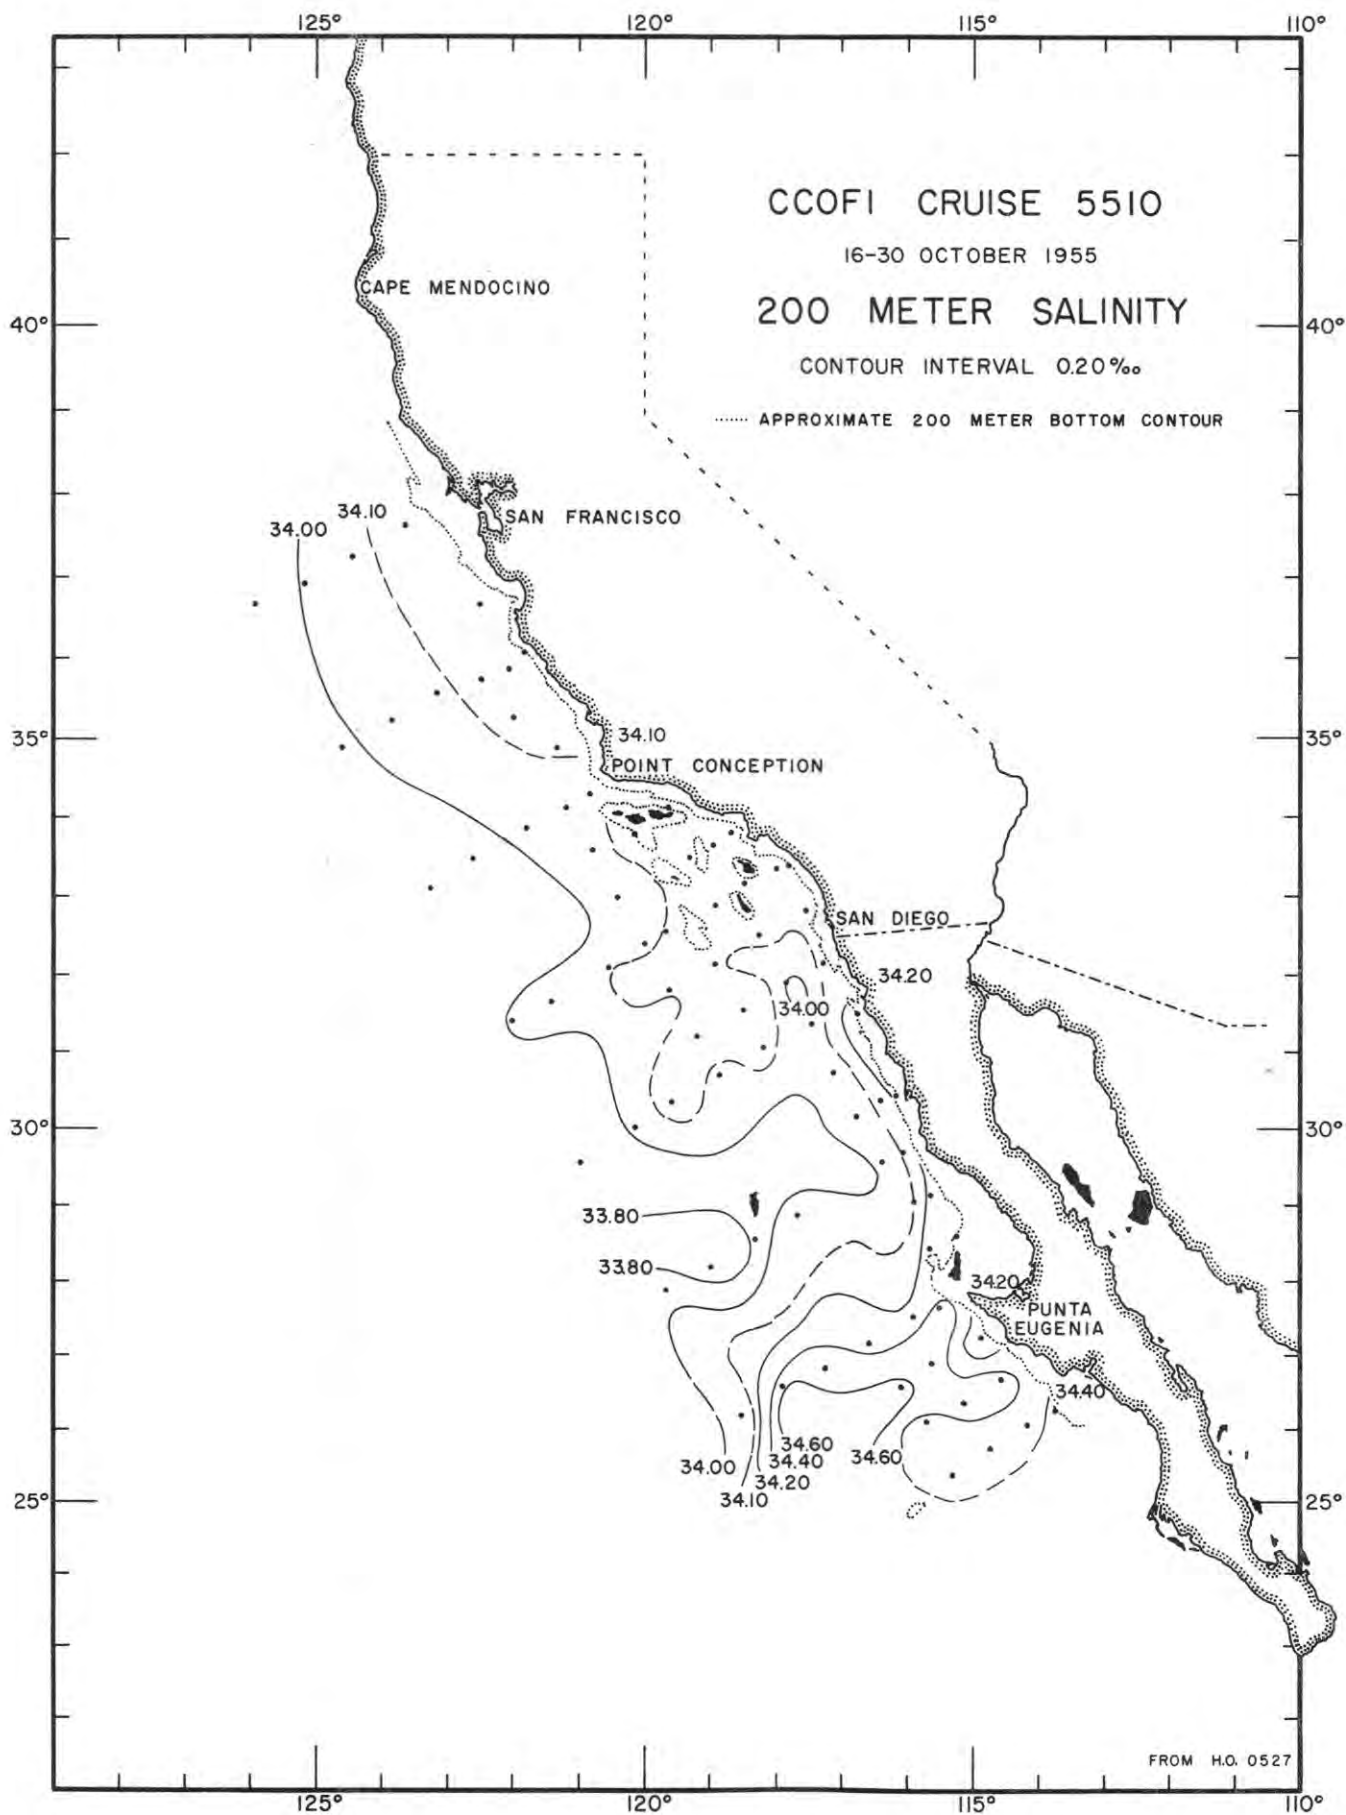 125°
120°
115°
110°
CCOFI CRUISE 5510
16-30 OCTOBER 1955
CAPE MENDOCINO
200 METER SALINITY
40°
40°
CONTOUR INTERVAL 0.20‰
APPROXIMATE 200 METER BOTTOM CONTOUR
34.10
SAN FRANCISCO
34.00
34.10
35°
35°
POINT CONCEPTION
SAN DIEGO
34.20
34.00
30°
30°
33.80
33.80
34.20
PUNTA
EUGENIA
34.40
34.60
34.60
34.00
34.40
34.20
34.10
25°
25°
FROM H.O. 0527
125°
120°
115°
110°